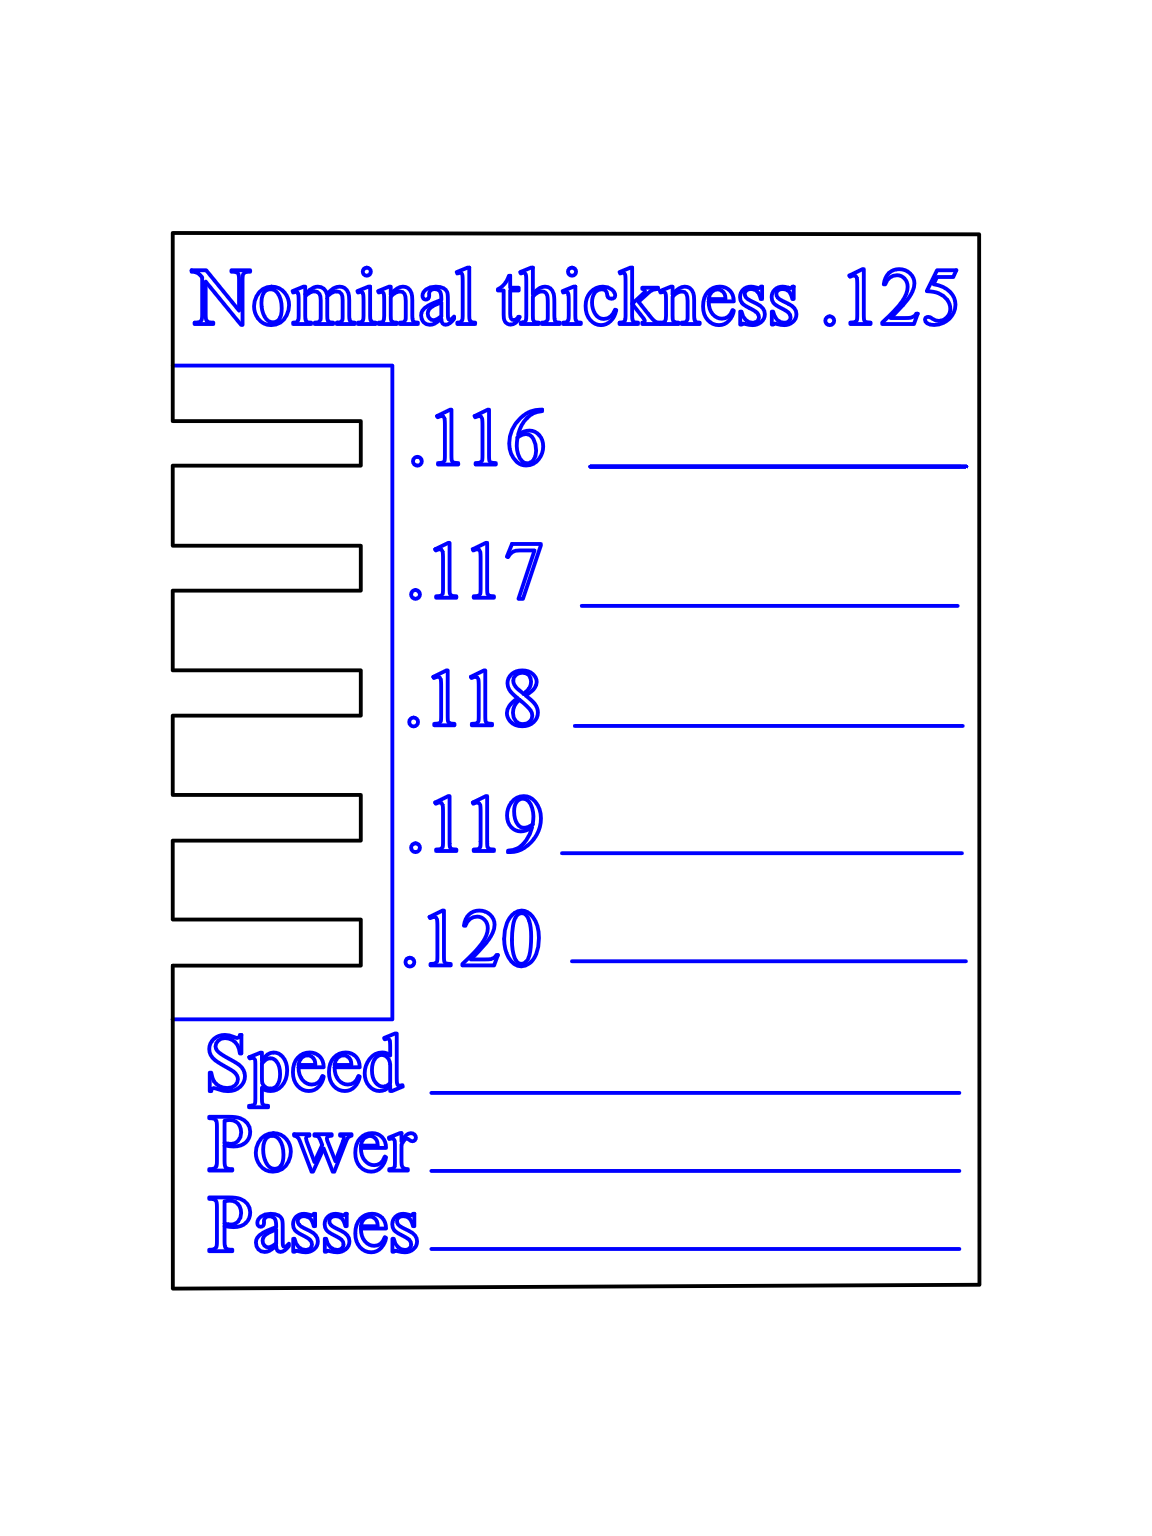 Nominal thickness .125
.116
.117
.118
.119
.120
Speed
Power
Passes